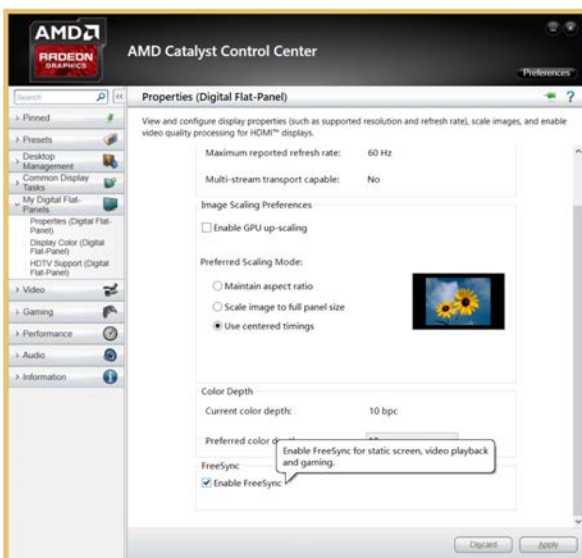 AMD
RADEON
GRAPHICS
AMD Catalyst Control Center
Preferences
Search
Properties (Digital Flat-Panel)
?
Pinned
Presets
Desktop
Management
Common Display
Tasks
My Digital Flat-
Panels
Properties (Digital Flat-
Panel)
Display Color (Digital
Flat-Panel)
HDTV Support (Digital
Flat-Panel)
Video
Gaming
Performance
Audio
Information
View and configure display properties (such as supported resolution and refresh rate), scale images, and enable
video quality processing for HDMI™ displays.
Maximum reported refresh rate: 60 Hz
Multi-stream transport capable: No
Image Scaling Preferences
Enable GPU up-scaling
Preferred Scaling Mode:
Maintain aspect ratio
Scale image to full panel size
Use centered timings
Color Depth
Current color depth: 10 bpc
Preferred color
Enable FreeSync for static screen, video playback
and gaming.
FreeSync
Enable FreeSync
Discard Apply